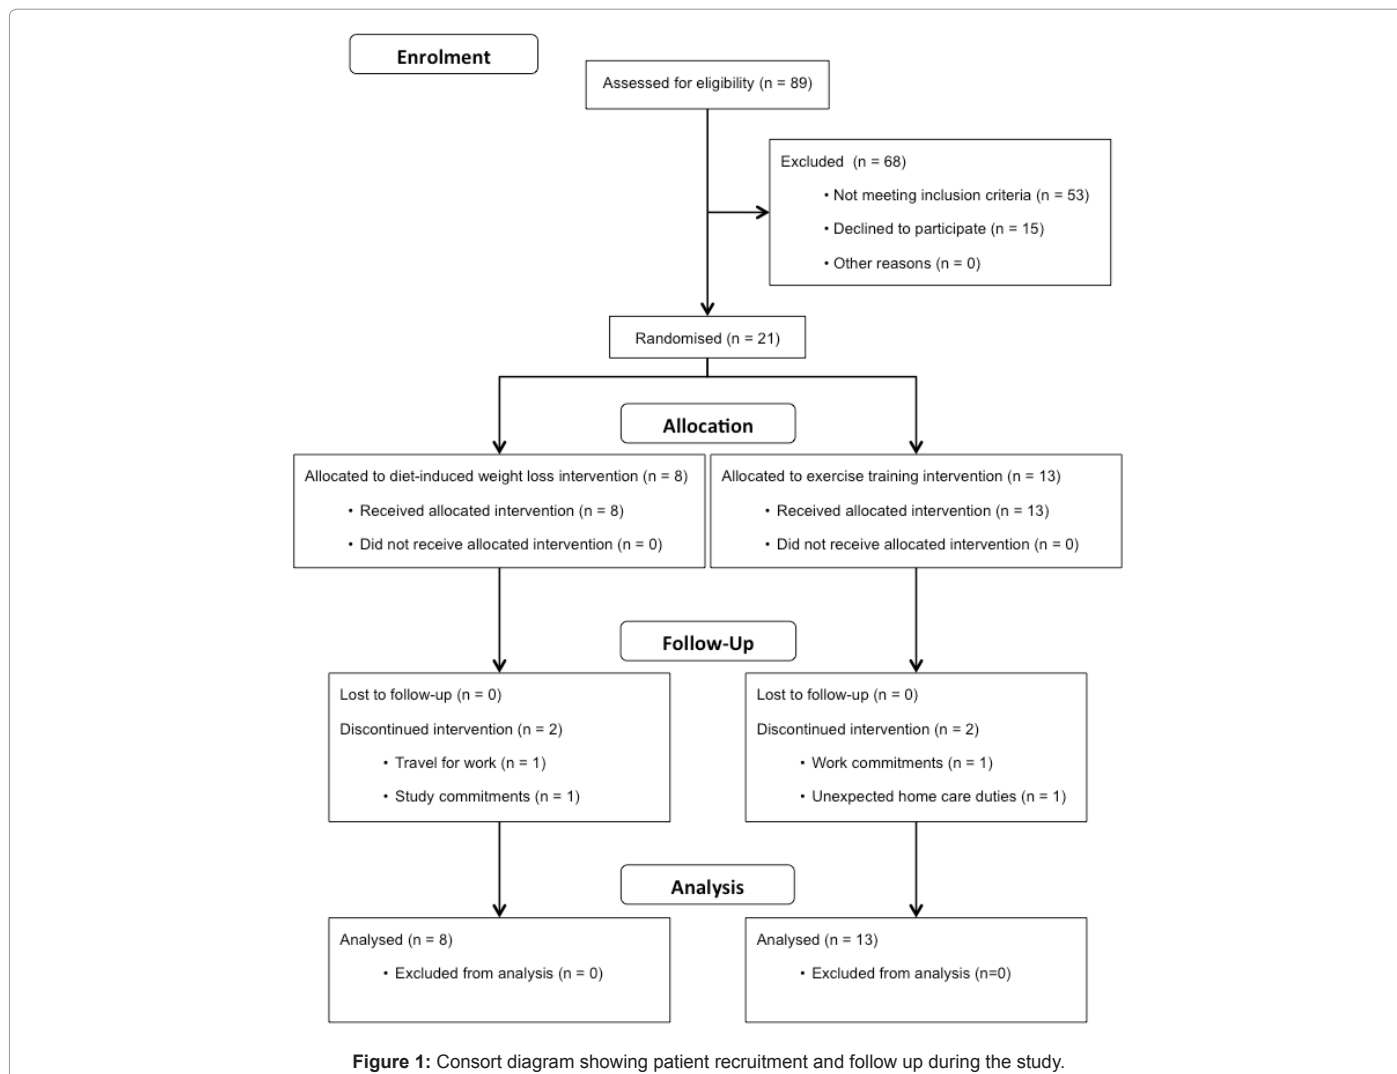 Enrolment
Assessed for eligibility (n = 89)
Excluded (n = 68)
• Not meeting inclusion criteria (n = 53)
• Declined to participate (n = 15)
• Other reasons (n = 0)
Randomised (n = 21)
Allocation
Allocated to diet-induced weight loss intervention (n = 8)
• Received allocated intervention (n = 8)
• Did not receive allocated intervention (n = 0)
Allocated to exercise training intervention (n = 13)
• Received allocated intervention (n = 13)
• Did not receive allocated intervention (n = 0)
Follow-Up
Lost to follow-up (n = 0)
Discontinued intervention (n = 2)
• Travel for work (n = 1)
• Study commitments (n = 1)
Lost to follow-up (n = 0)
Discontinued intervention (n = 2)
• Work commitments (n = 1)
• Unexpected home care duties (n = 1)
Analysis
Analysed (n = 8)
• Excluded from analysis (n = 0)
Analysed (n = 13)
• Excluded from analysis (n=0)
Figure 1: Consort diagram showing patient recruitment and follow up during the study.